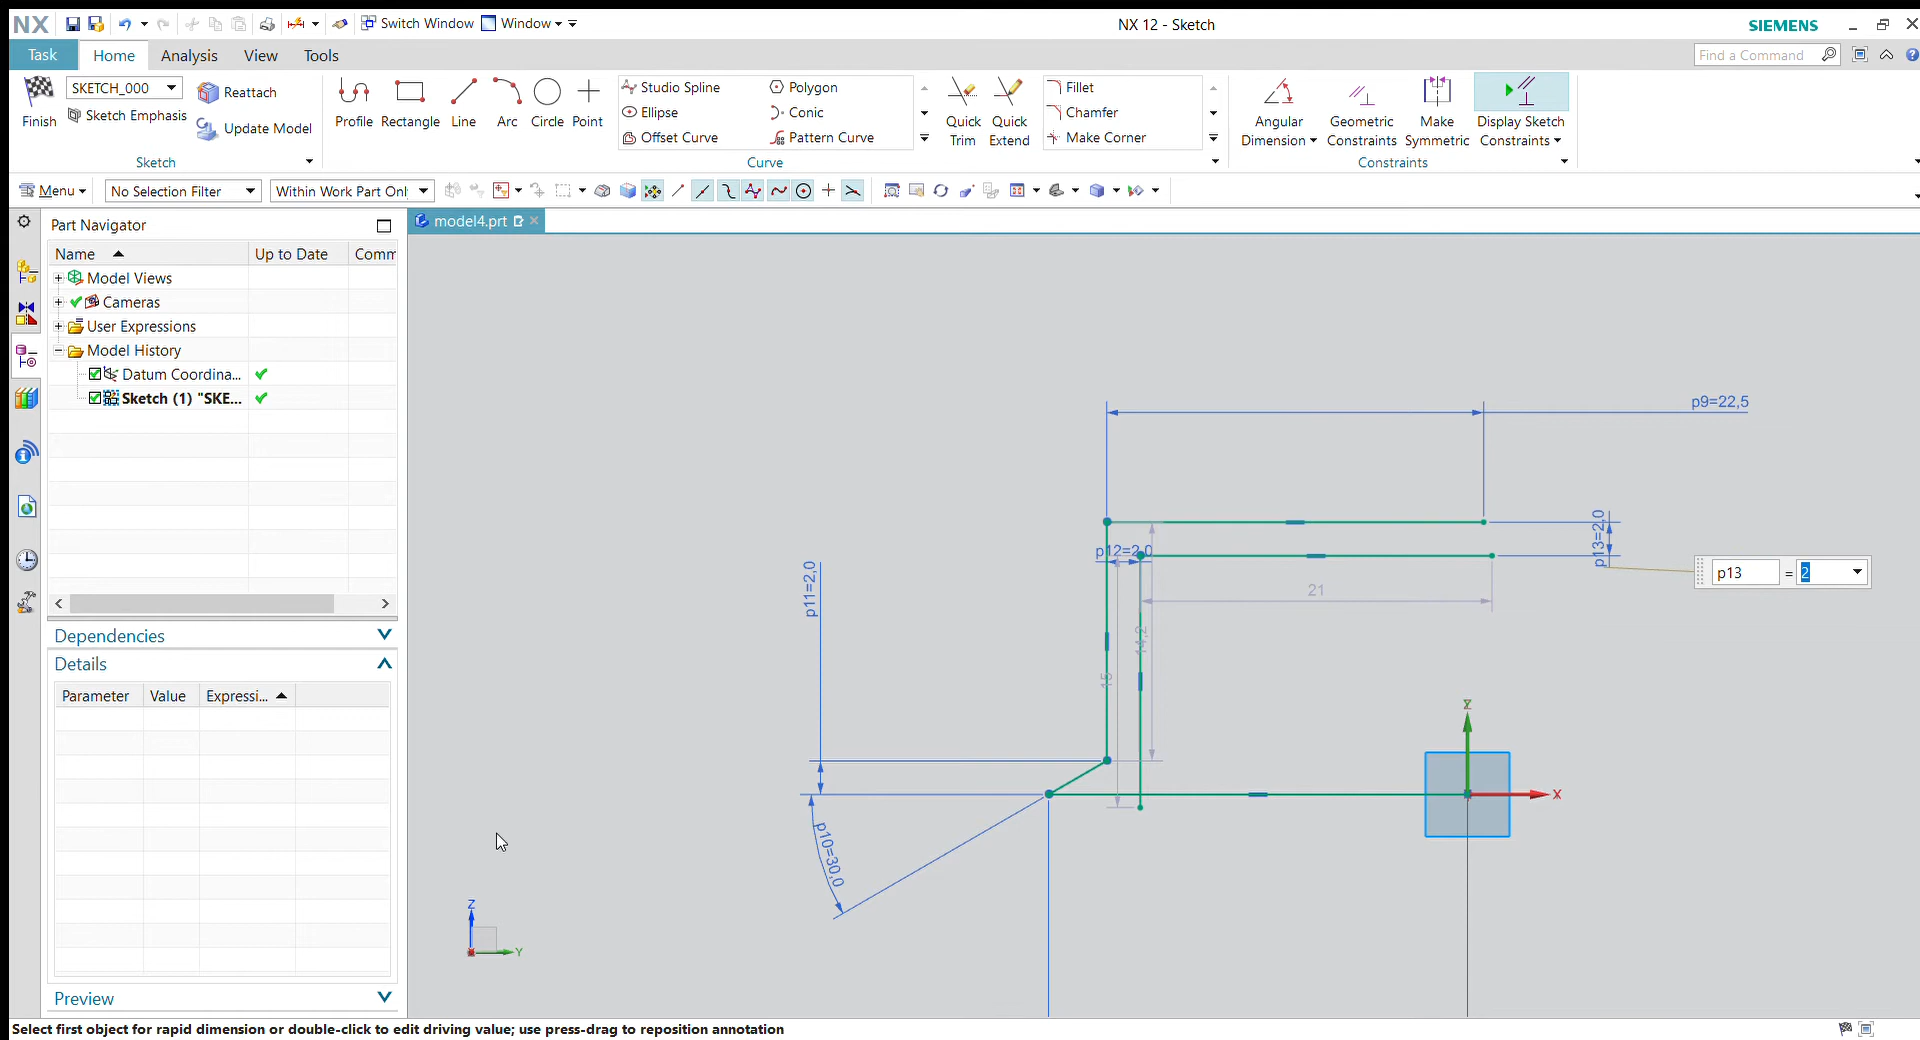 NX
Switch Window
Window
NX 12 - Sketch
SIEMENS
Task
Home
Analysis
View
Tools
Find a Command
SKETCH_000
Reattach
Finish
Sketch Emphasis
Update Model
Sketch
Profile
Rectangle
Line
Arc
Circle
Point
Studio Spline
Ellipse
Offset Curve
Polygon
Conic
Pattern Curve
Quick Trim
Quick Extend
Fillet
Chamfer
Make Corner
Curve
Angular Dimension
Geometric Constraints
Make Symmetric
Display Sketch Constraints
Constraints
Menu
No Selection Filter
Within Work Part Onl
Part Navigator
model4.prt
Name
Up to Date
Comm
Model Views
Cameras
User Expressions
Model History
Datum Coordina...
Sketch (1) "SKE...
Dependencies
Details
Parameter
Value
Expressi...
Preview
p9=22,5
p13=2,0
p12=2,0
p11=2,0
p13 = 2
21
14,2
15
p10=30,0
Z
X
Z
Y
Select first object for rapid dimension or double-click to edit driving value; use press-drag to reposition annotation